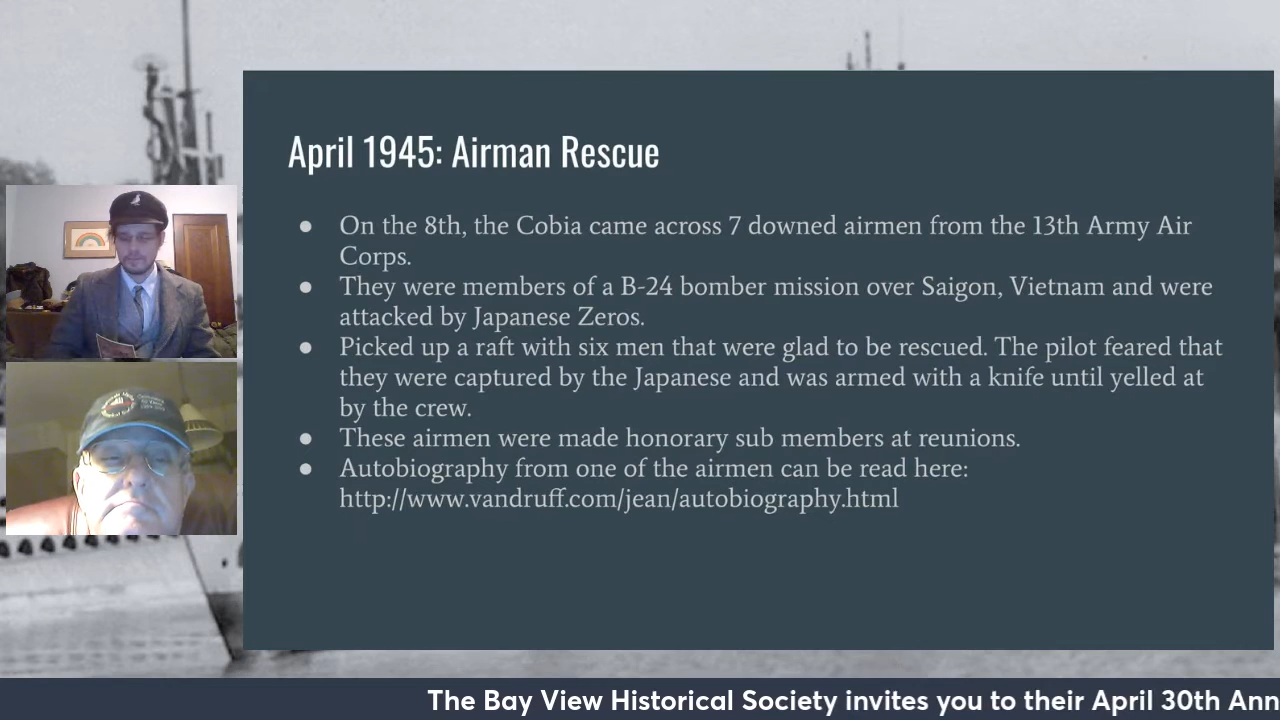 April 1945: Airman Rescue
● On the 8th, the Cobia came across 7 downed airmen from the 13th Army Air
Corps.
● They were members of a B-24 bomber mission over Saigon, Vietnam and were
attacked by Japanese Zeros.
● Picked up a raft with six men that were glad to be rescued. The pilot feared that
they were captured by the Japanese and was armed with a knife until yelled at
by the crew.
● These airmen were made honorary sub members at reunions.
● Autobiography from one of the airmen can be read here:
http://www.vandruff.com/jean/autobiography.html
The Bay View Historical Society invites you to their April 30th Ann